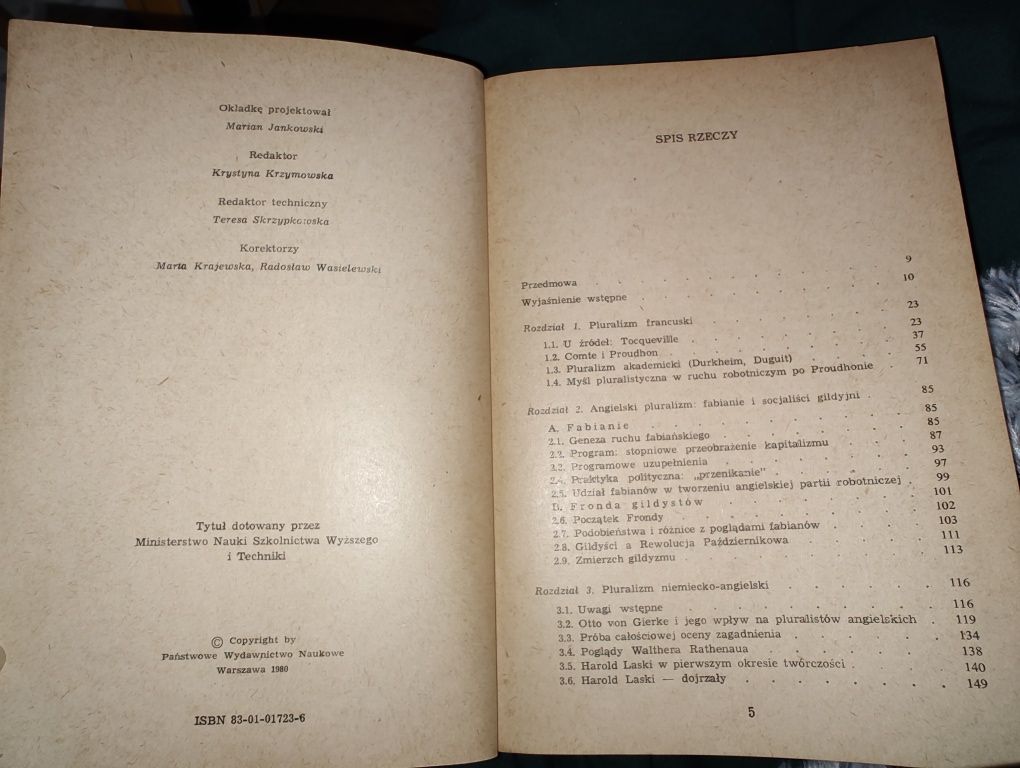 Okładkę projektował
Marian Jankowski
Redaktor
Krystyna Krzymowska
Redaktor techniczny
Teresa Skrzypkowska
Korektorzy
Maria Krajewska, Radosław Wasielewski
Tytuł dotowany przez
Ministerstwo Nauki Szkolnictwa Wyższego
i Techniki
© Copyright by
Państwowe Wydawnictwo Naukowe
Warszawa 1980
ISBN 83-01-01723-6
SPIS RZECZY
Przedmowa . . . . . . . . . . 9
Wyjaśnienie wstępne . . . . . . . . . 10
Rozdział 1. Pluralizm francuski . . . . . . . 23
1.1. U źródeł: Tocqueville . . . . . . . 23
1.2. Comte i Proudhon . . . . . . . . 37
1.3. Pluralizm akademicki (Durkheim, Duguit) . . . . 55
1.4. Myśl pluralistyczna w ruchu robotniczym po Proudhonie . 71
Rozdział 2. Angielski pluralizm: fabianie i socjaliści gildyjni . 85
A. Fabianie . . . . . . . . . 85
2.1. Geneza ruchu fabiańskiego . . . . . . 85
2.2. Program: stopniowe przeobrażenie kapitalizmu . . . 87
2.3. Programowe uzupełnienia . . . . . . 93
2.4. Praktyka polityczna: „przenikanie” . . . . . 97
2.5. Udział fabianów w tworzeniu angielskiej partii robotniczej . 99
B. Fronda gildystów . . . . . . . 101
2.6. Początek Frondy . . . . . . . . 102
2.7. Podobieństwa i różnice z poglądami fabianów . . . 103
2.8. Gildyści a Rewolucja Październikowa . . . . 111
2.9. Zmierzch gildyzmu . . . . . . . . 113
Rozdział 3. Pluralizm niemiecko-angielski . . . . . 116
3.1. Uwagi wstępne . . . . . . . . 116
3.2. Otto von Gierke i jego wpływ na pluralistów angielskich . 119
3.3. Próba całościowej oceny zagadnienia . . . . . 134
3.4. Poglądy Walthera Rathenaua . . . . . . 138
3.5. Harold Laski w pierwszym okresie twórczości . . . . 140
3.6. Harold Laski — dojrzały . . . . . . . 149
5